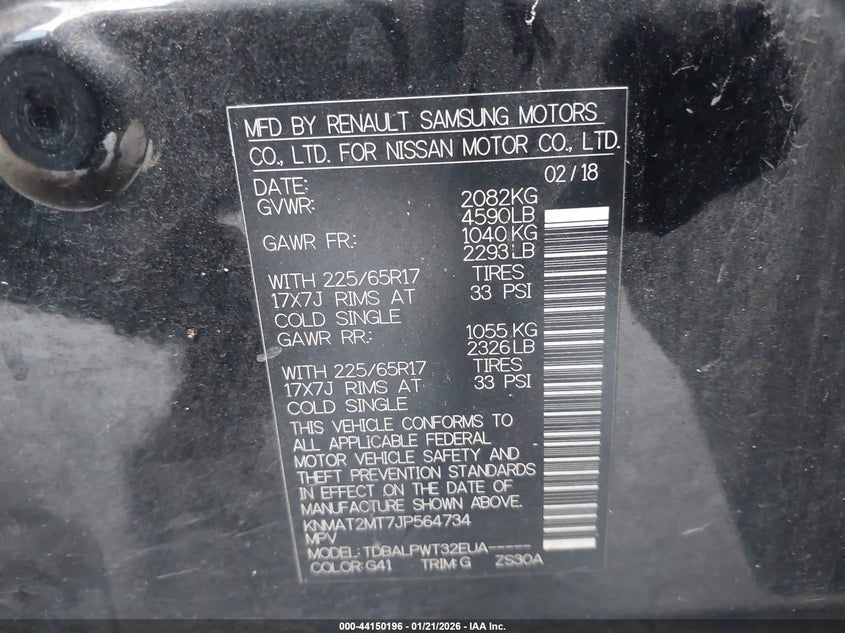 MFD BY RENAULT SAMSUNG MOTORS
CO., LTD. FOR NISSAN MOTOR CO., LTD.
DATE: 02/18
GVWR: 2082KG
4590LB
GAWR FR.: 1040KG
2293LB
WITH 225/65R17 TIRES
17X7J RIMS AT 33 PSI
COLD SINGLE
GAWR RR.: 1055KG
2326LB
WITH 225/65R17 TIRES
17X7J RIMS AT 33 PSI
COLD SINGLE
THIS VEHICLE CONFORMS TO
ALL APPLICABLE FEDERAL
MOTOR VEHICLE SAFETY AND
THEFT PREVENTION STANDARDS
IN EFFECT ON THE DATE OF
MANUFACTURE SHOWN ABOVE.
KNMAT2MT7JP564734
MPV
MODEL: TDBALPWT32EUA-----
COLOR: G41 TRIM: G ZS30A
000-44150196 - 01/21/2026 - IAA Inc.